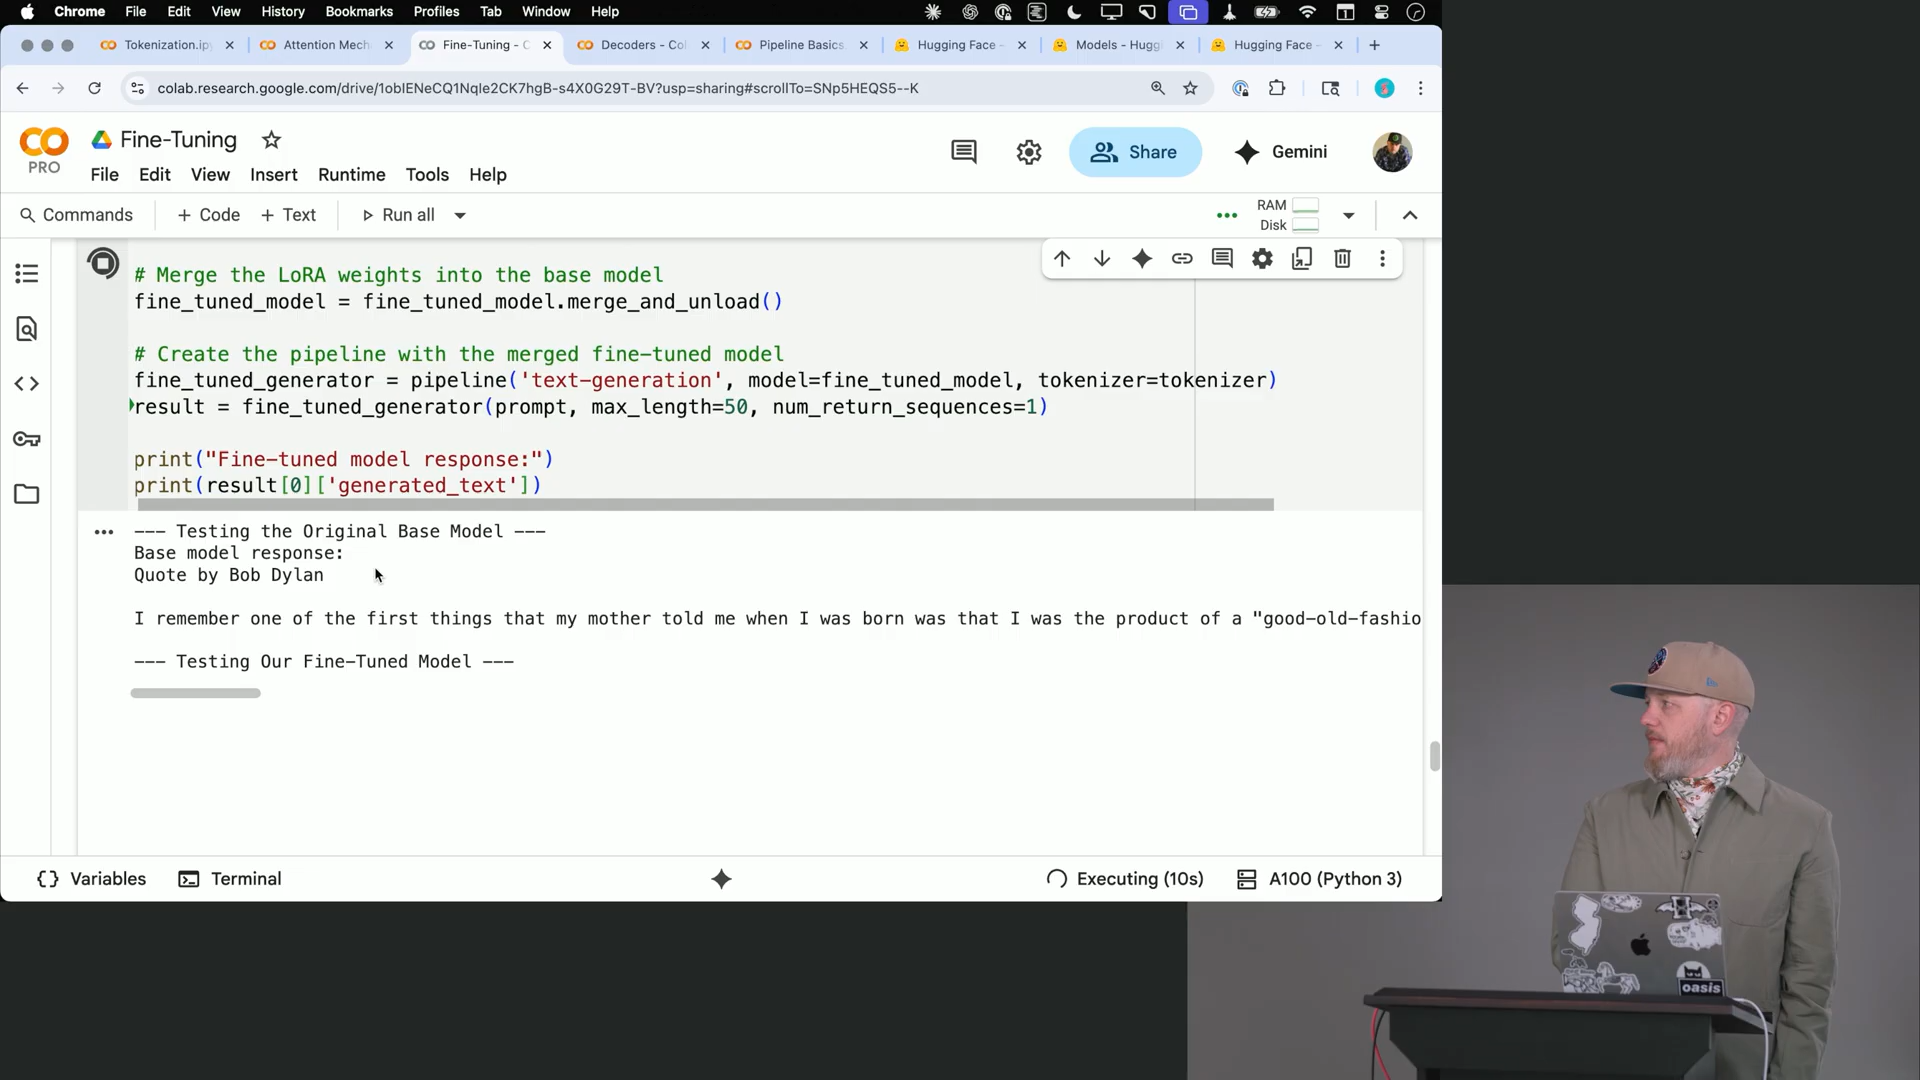 Chrome File Edit View History Bookmarks Profiles Tab Window Help
Tokenization.ip
Attention Mech
Fine-Tuning - C
Decoders - Co
Pipeline Basics
Hugging Face -
Models - Hugg
Hugging Face -
colab.research.google.com/drive/1oblENeCQ1Nqle2CK7hgB-s4X0G29T-BV?usp=sharing#scrollTo=SNp5HEQS5--K
CO
PRO
Fine-Tuning
Share
Gemini
File Edit View Insert Runtime Tools Help
Commands + Code + Text Run all
RAM
Disk
# Merge the LoRA weights into the base model
fine_tuned_model = fine_tuned_model.merge_and_unload()
# Create the pipeline with the merged fine-tuned model
fine_tuned_generator = pipeline('text-generation', model=fine_tuned_model, tokenizer=tokenizer)
result = fine_tuned_generator(prompt, max_length=50, num_return_sequences=1)
print("Fine-tuned model response:")
print(result[0]['generated_text'])
--- Testing the Original Base Model ---
Base model response:
Quote by Bob Dylan
I remember one of the first things that my mother told me when I was born was that I was the product of a "good-old-fashio
--- Testing Our Fine-Tuned Model ---
{} Variables Terminal
Executing (10s) A100 (Python 3)
oasis